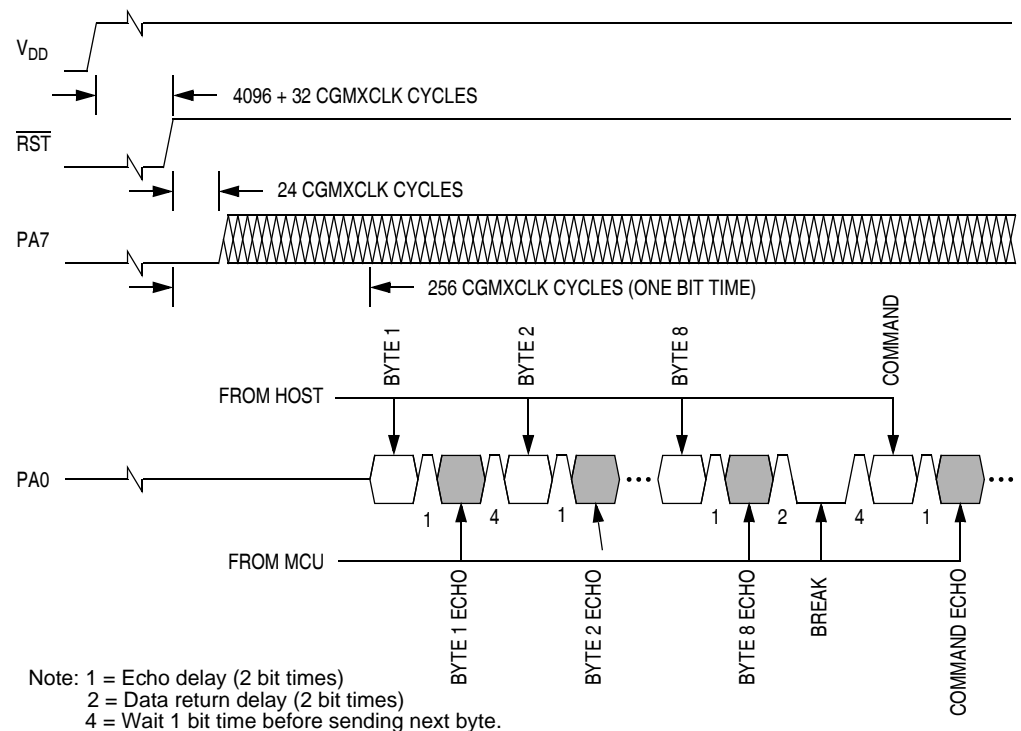 VDD
4096 + 32 CGMXCLK CYCLES
RST
24 CGMXCLK CYCLES
PA7
256 CGMXCLK CYCLES (ONE BIT TIME)
BYTE 1
BYTE 2
BYTE 8
COMMAND
FROM HOST
PA0
1
4
1
1
2
4
1
FROM MCU
BYTE 1 ECHO
BYTE 2 ECHO
BYTE 8 ECHO
BREAK
COMMAND ECHO
Note: 1 = Echo delay (2 bit times)
2 = Data return delay (2 bit times)
4 = Wait 1 bit time before sending next byte.